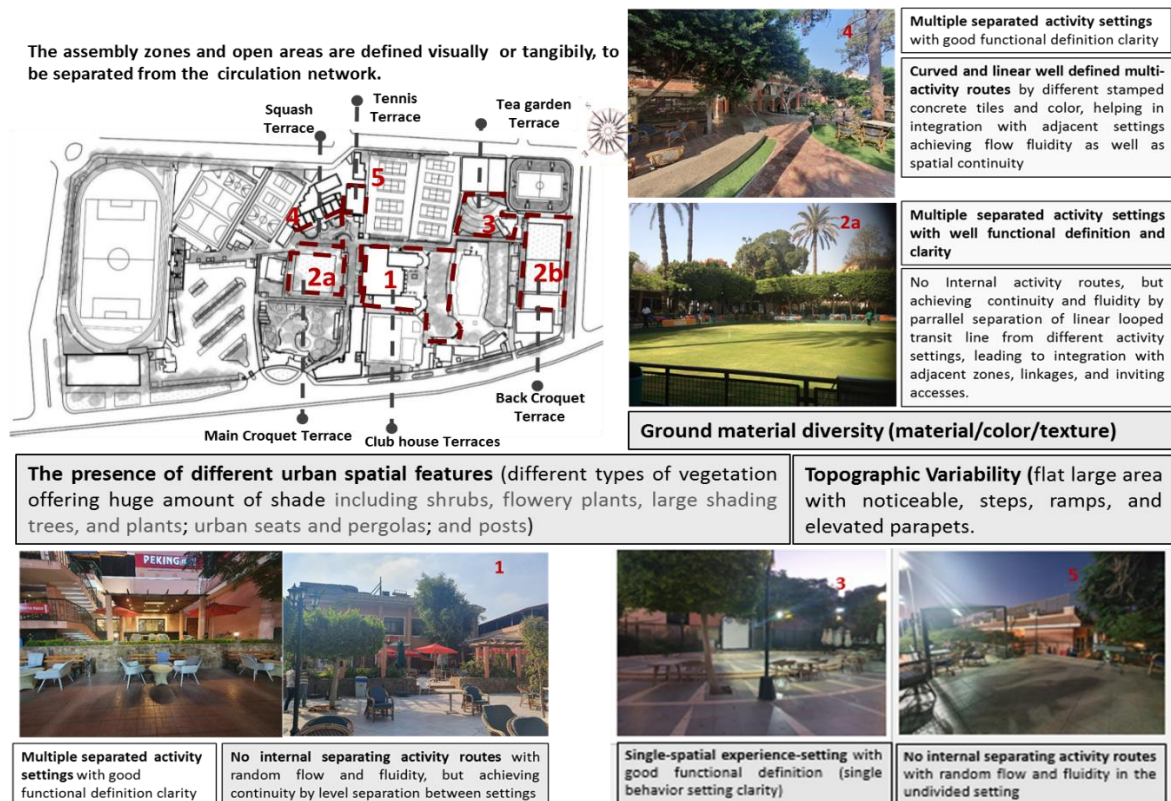 The assembly zones and open areas are defined visually or tangibily, to
be separated from the circulation network.
Squash
Terrace
Tennis
Terrace
Tea garden
Terrace
5
4
3
2a
1
2b
Main Croquet Terrace
Club house Terraces
Back Croquet
Terrace
4
Multiple separated activity settings
with good functional definition clarity
Curved and linear well defined multi-
activity routes by different stamped
concrete tiles and color, helping in
integration with adjacent settings
achieving flow fluidity as well as
spatial continuity
2a
Multiple separated activity settings
with well functional definition and
clarity
No Internal activity routes, but
achieving continuity and fluidity by
parrallel separation of linear looped
transit line from different activity
settings, leading to integration with
adjacent zones, linkages, and inviting
accesses.
Ground material diversity (material/color/texture)
The presence of different urban spatial features (different types of vegetation
offering huge amount of shade including shrubs, flowery plants, large shading
trees, and plants; urban seats and pergolas; and posts)
Topographic Variability (flat large area
with noticeable, steps, ramps, and
elevated parapets.
PEKING
1
3
5
Multiple separated activity
settings with good
functional definition clarity
No internal separating activity routes with
random flow and fluidity, but achieving
continuity by level separation between settings
Single-spatial experience-setting with
good functional definition (single
behavior setting clarity)
No internal separating activity routes
with random flow and fluidity in the
undivided setting